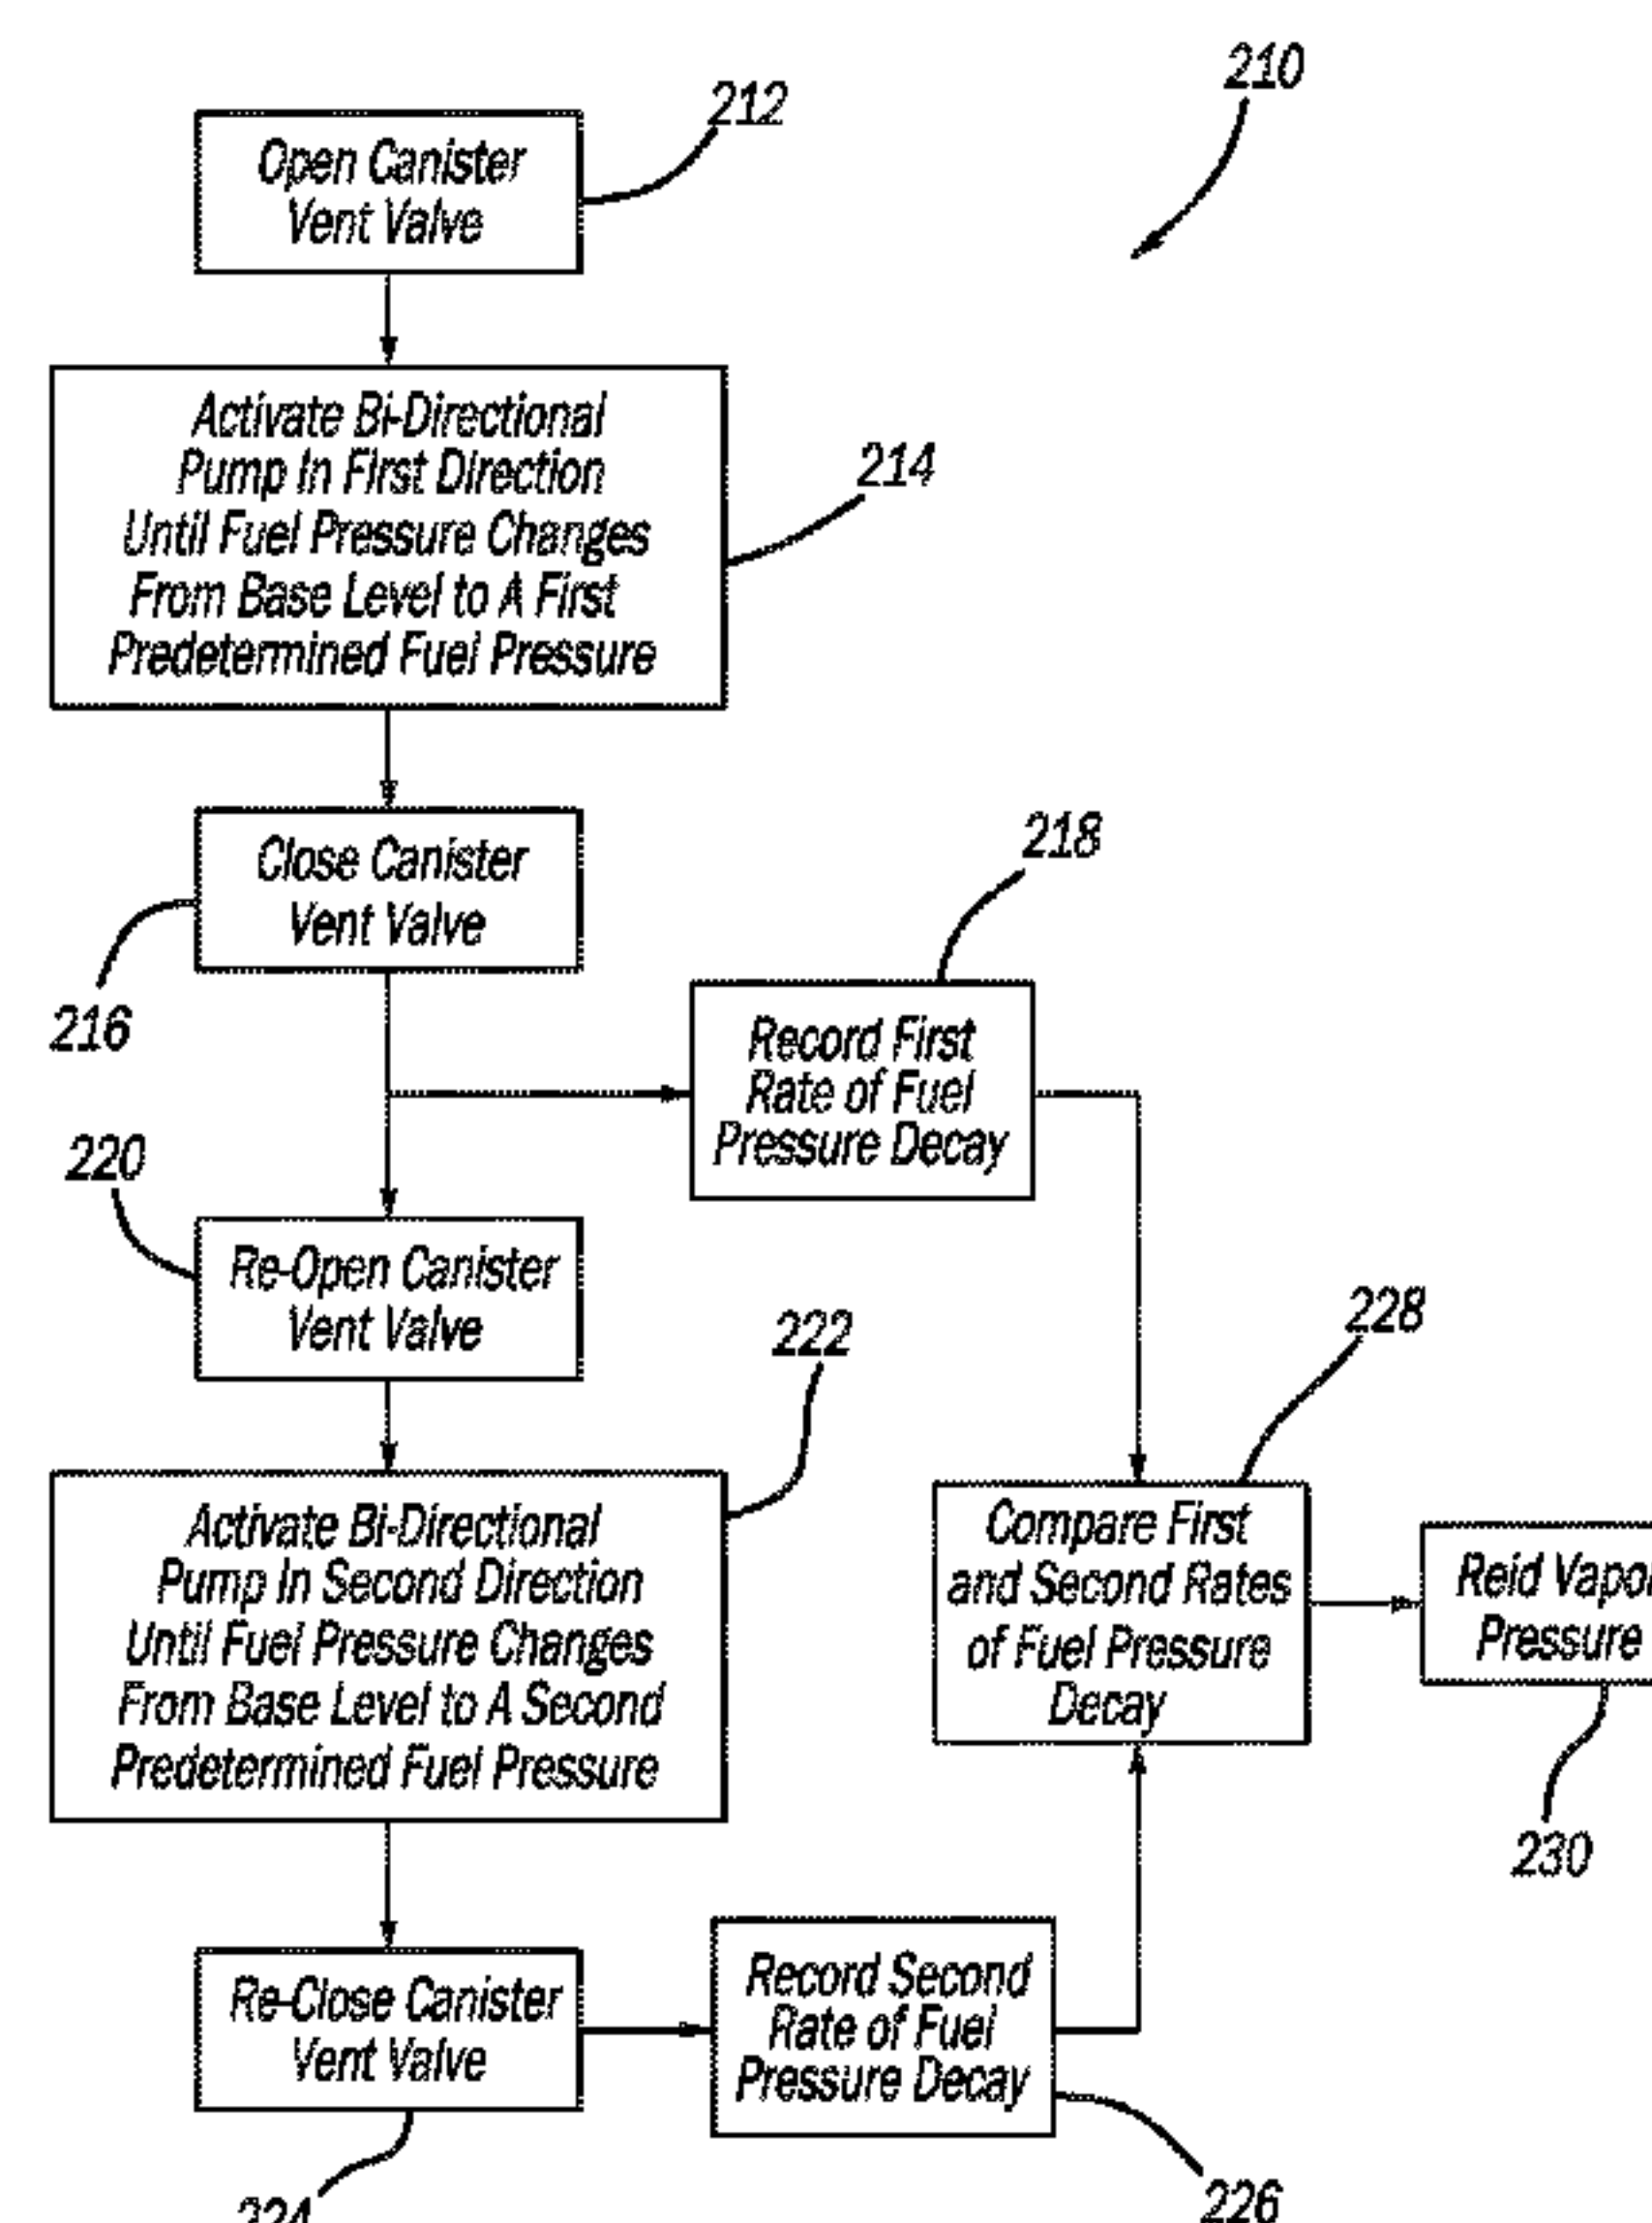 210
212
Open Canister
Vent Valve
Activate Bi-Directional
Pump In First Direction
Until Fuel Pressure Changes
From Base Level to A First
Predetermined Fuel Pressure
214
Close Canister
Vent Valve
216
218
Record First
Rate of Fuel
Pressure Decay
220
Re-Open Canister
Vent Valve
222
Activate Bi-Directional
Pump In Second Direction
Until Fuel Pressure Changes
From Base Level to A Second
Predetermined Fuel Pressure
228
Compare First
and Second Rates
of Fuel Pressure
Decay
Reid Vapor
Pressure
230
Re-Close Canister
Vent Valve
224
Record Second
Rate of Fuel
Pressure Decay
226